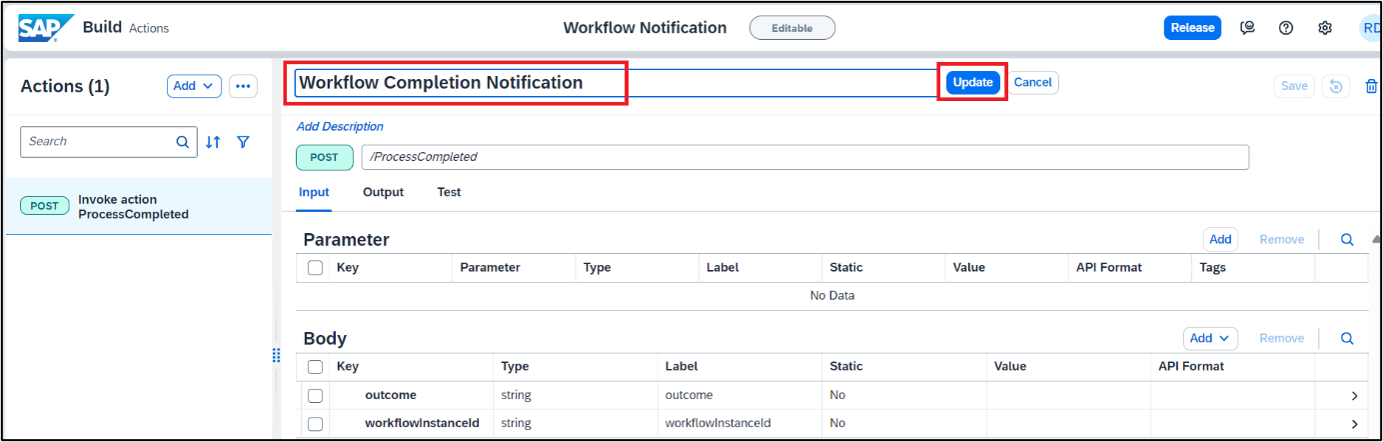 SAP Build Actions Workflow Notification Editable Release RD
Actions (1) Add Workflow Completion Notification Update Cancel Save
Add Description
Search
POST /ProcessCompleted
Input Output Test
POST Invoke action
ProcessCompleted
Parameter Add Remove
Key Parameter Type Label Static Value API Format Tags
No Data
Body Add Remove
Key Type Label Static Value API Format
outcome string outcome No
workflowInstanceId string workflowInstanceId No